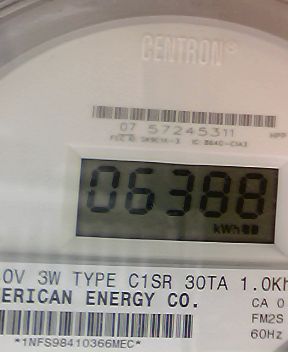 CENTRON®
07 57245311
06388
kWh
0V 3W TYPE C1SR 30TA 1.0Kh
ERICAN ENERGY CO.
CA 0
FM2S
60Hz
*1NFS98410366MEC*